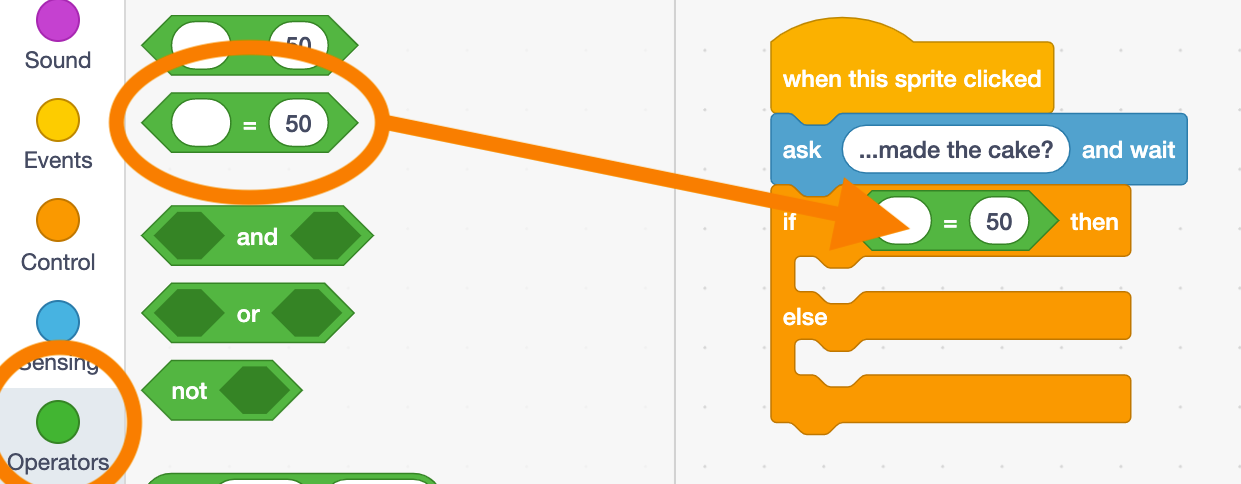 Sound
Events
Control
Sensing
Operators
50
= 50
and
or
not
when this sprite clicked
ask ...made the cake? and wait
if = 50 then
else